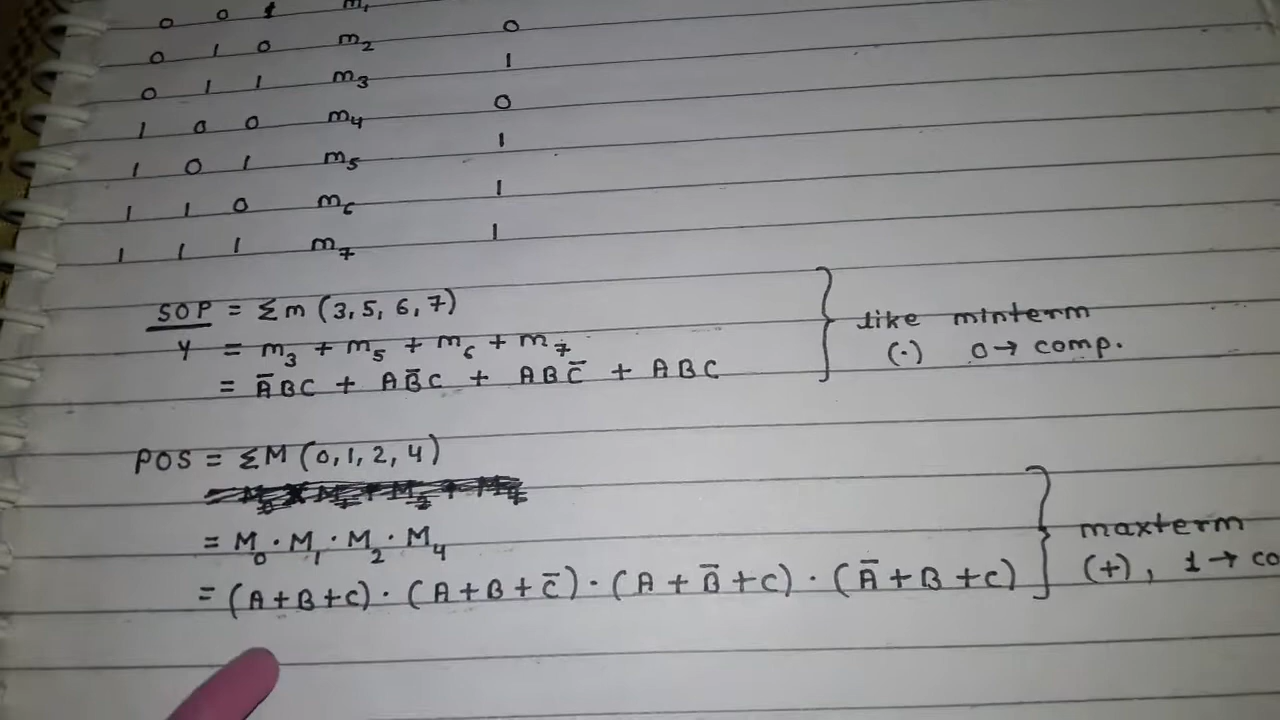 0 0 1 m₁
0 1 0 m₂ 0
0 1 1 m₃ 1
1 0 0 m₄ 0
1 0 1 m₅ 1
1 1 0 m₆ 1
1 1 1 m₇ 1
SOP = Σm (3, 5, 6, 7)
Y = m₃ + m₅ + m₆ + m₇
= A̅BC + AB̅C + ABC̅ + ABC
like minterm
(·) 0→ comp.
POS = ΣM (0, 1, 2, 4)
= M₀ · M₁ · M₂ · M₄
= (A+B+C) · (A+B+C̅) · (A+B̅+C) · (A̅+B+C)
maxterm
(+), 1→ co